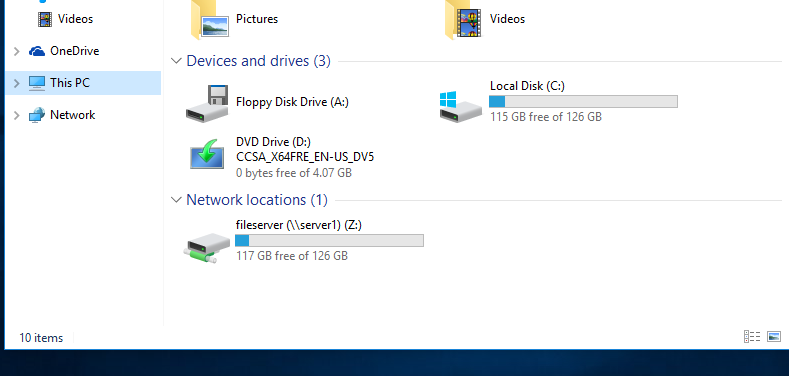 Videos
OneDrive
This PC
Network
Pictures
Videos
Devices and drives (3)
Floppy Disk Drive (A:)
Local Disk (C:)
115 GB free of 126 GB
DVD Drive (D:)
CCSA_X64FRE_EN-US_DV5
0 bytes free of 4.07 GB
Network locations (1)
fileserver (\\server1) (Z:)
117 GB free of 126 GB
10 items